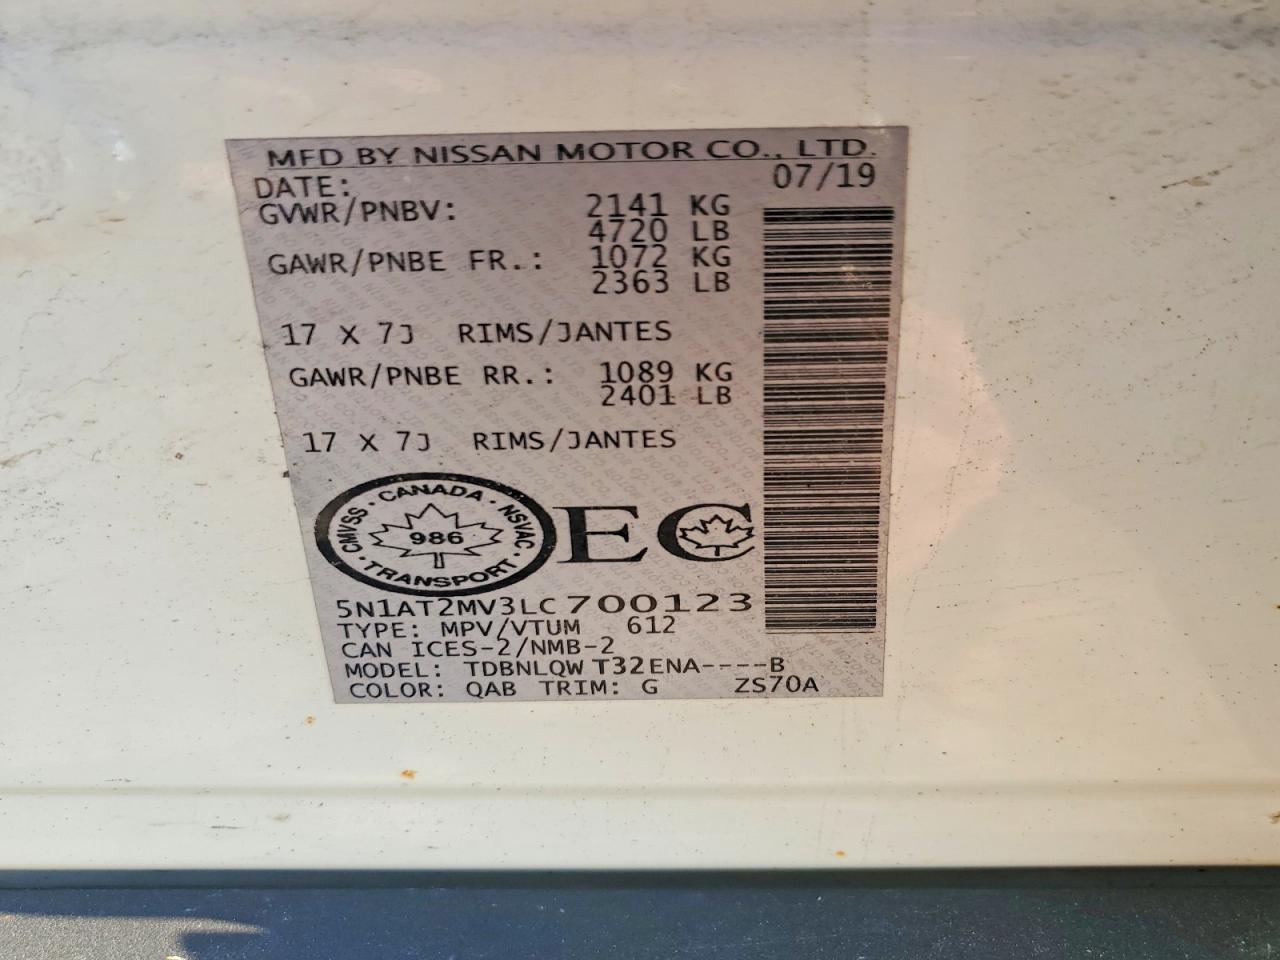 MFD BY NISSAN MOTOR CO., LTD.
DATE: 07/19
GVWR/PNBV: 2141 KG
4720 LB
GAWR/PNBE FR.: 1072 KG
2363 LB
17 X 7J RIMS/JANTES
GAWR/PNBE RR.: 1089 KG
2401 LB
17 X 7J RIMS/JANTES
CMVSS · CANADA · NSVAC · TRANSPORT ·
986
EC
5N1AT2MV3LC700123
TYPE: MPV/VTUM 612
CAN ICES-2/NMB-2
MODEL: TDBNLQW T32ENA----B
COLOR: QAB TRIM: G ZS70A